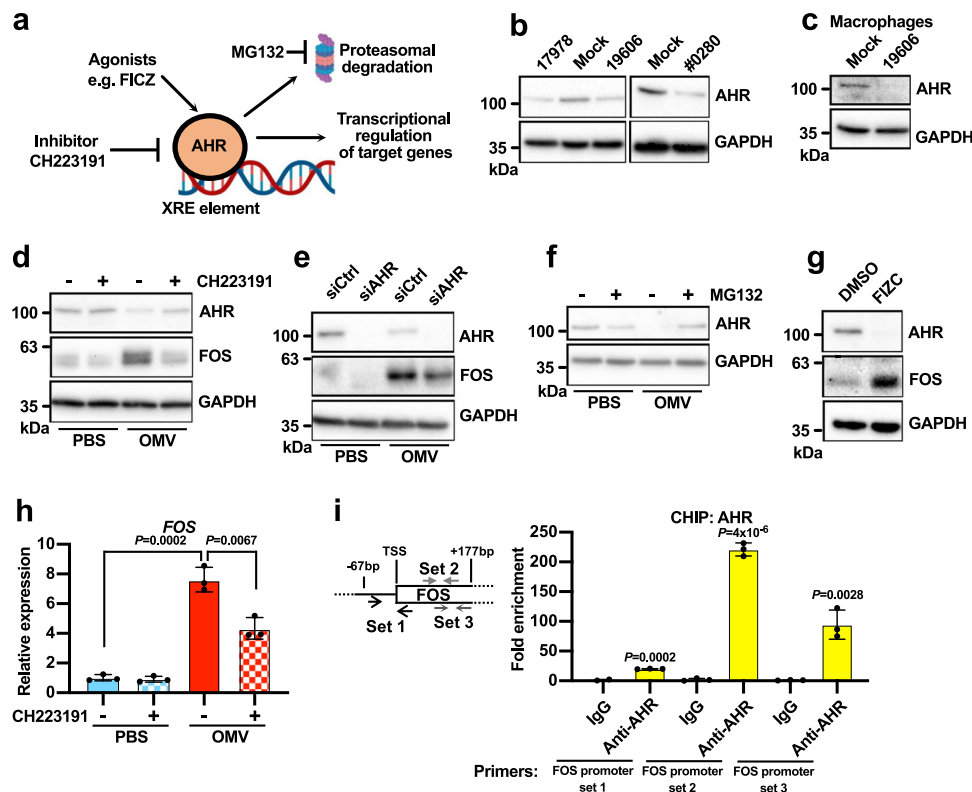 a
Agonists
e.g. FICZ
MG132
Proteasomal
degradation
Inhibitor
CH223191
AHR
Transcriptional
regulation
of target genes
XRE element
b
17978 Mock 19606 Mock #0280
100
AHR
35
GAPDH
kDa
c
Macrophages
Mock 19606
100
AHR
35
GAPDH
kDa
d
- + - + CH223191
100
AHR
63
FOS
35
GAPDH
kDa
PBS OMV
e
siCtrl siAHR siCtrl siAHR
100
AHR
63
FOS
35
GAPDH
kDa
PBS OMV
f
- + - + MG132
100
AHR
35
GAPDH
kDa
PBS OMV
g
DMSO FIZC
100
AHR
63
FOS
35
GAPDH
kDa
h
FOS
P=0.0002 P=0.0067
Relative expression
10
8
6
4
2
0
CH223191 - + - +
PBS OMV
i
-67bp TSS +177bp
Set 2
FOS
Set 1 Set 3
CHIP: AHR
P=4x10⁻⁶
P=0.0028
P=0.0002
Fold enrichment
250
200
150
100
50
0
IgG Anti-AHR IgG Anti-AHR IgG Anti-AHR
Primers: FOS promoter set 1 FOS promoter set 2 FOS promoter set 3